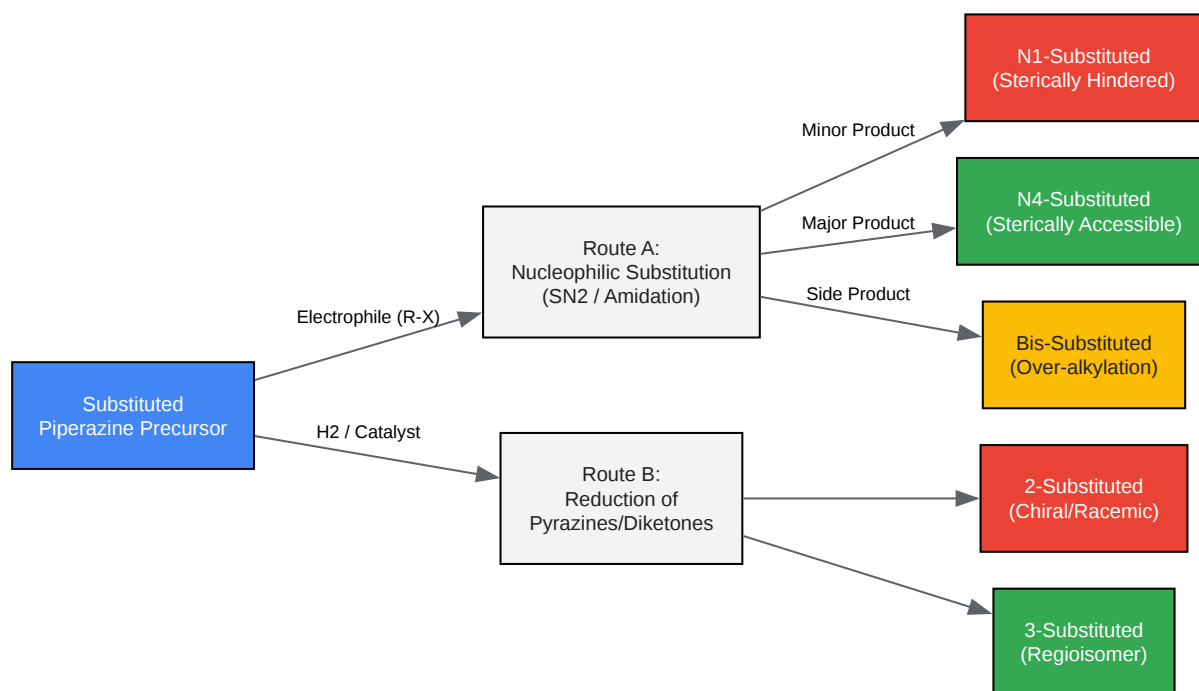 Substituted
Piperazine Precursor
Electrophile (R-X)
H2 / Catalyst
Route A:
Nucleophilic Substitution
(SN2 / Amidation)
Route B:
Reduction of
Pyrazines/Diketones
Minor Product
Major Product
Side Product
N1-Substituted
(Sterically Hindered)
N4-Substituted
(Sterically Accessible)
Bis-Substituted
(Over-alkylation)
2-Substituted
(Chiral/Racemic)
3-Substituted
(Regioisomer)